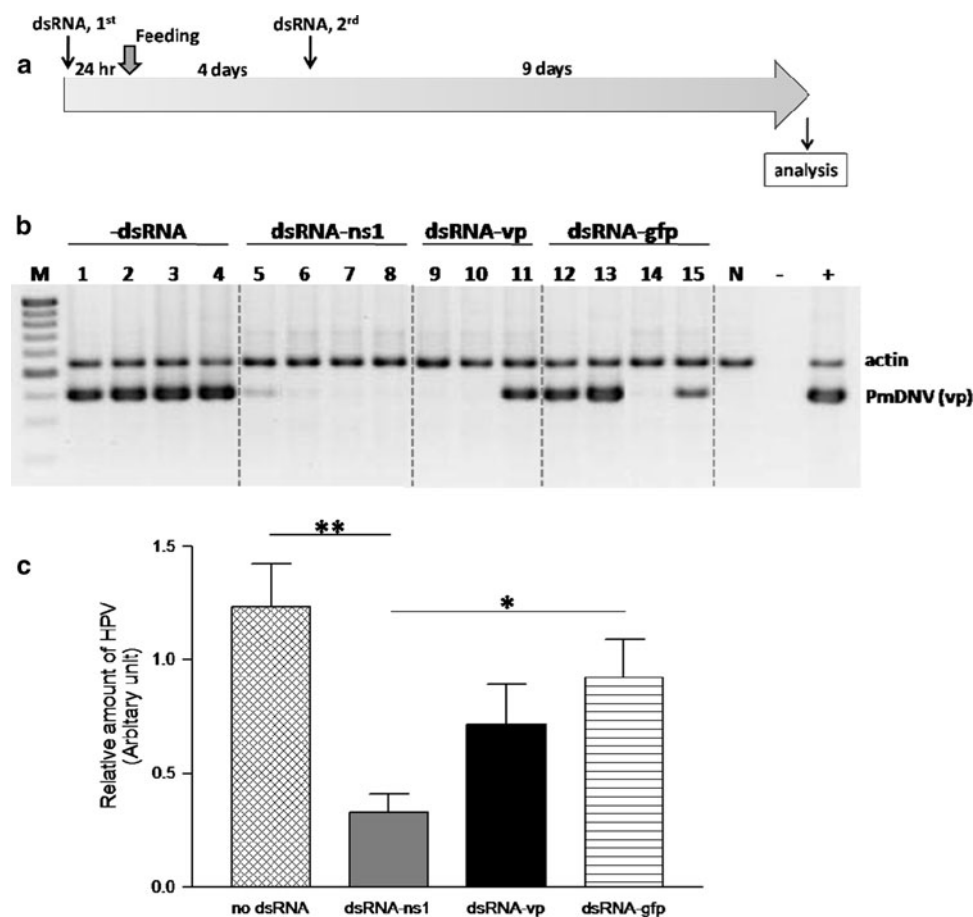 dsRNA, 1st
dsRNA, 2rd
Feeding
a
24 hr
4 days
9 days
analysis
b
-dsRNA dsRNA-ns1 dsRNA-vp dsRNA-gfp
M 1 2 3 4 5 6 7 8 9 10 11 12 13 14 15 N - +
actin
PmDNV (vp)
c
**
*
Relative amount of HPV
(Arbitary unit)
1.5
1.0
0.5
0.0
no dsRNA dsRNA-ns1 dsRNA-vp dsRNA-gfp